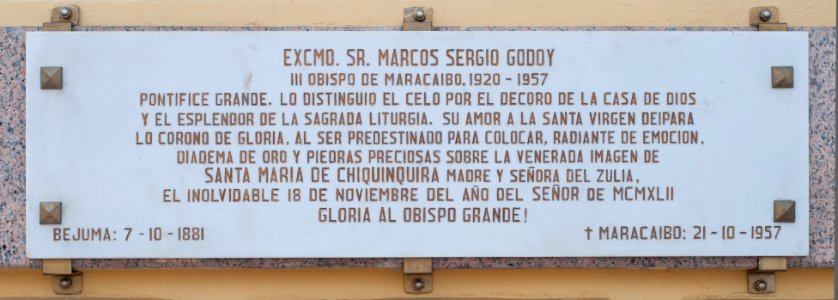 EXCMO. SR. MARCOS SERGIO GODOY
III OBISPO DE MARACAIBO. 1920 - 1957
PONTIFICE GRANDE. LO DISTINGUIO EL CELO POR EL DECORO DE LA CASA DE DIOS
Y EL ESPLENDOR DE LA SAGRADA LITURGIA. SU AMOR A LA SANTA VIRGEN DEIPARA
LO CORONO DE GLORIA, AL SER PREDESTINADO PARA COLOCAR, RADIANTE DE EMOCION,
DIADEMA DE ORO Y PIEDRAS PRECIOSAS SOBRE LA VENERADA IMAGEN DE
SANTA MARIA DE CHIQUINQUIRA MADRE Y SEÑORA DEL ZULIA,
EL INOLVIDABLE 18 DE NOVIEMBRE DEL AÑO DEL SEÑOR DE MCMXLII
GLORIA AL OBISPO GRANDE!
BEJUMA: 7 - 10 - 1881
† MARACAIBO: 21 - 10 - 1957